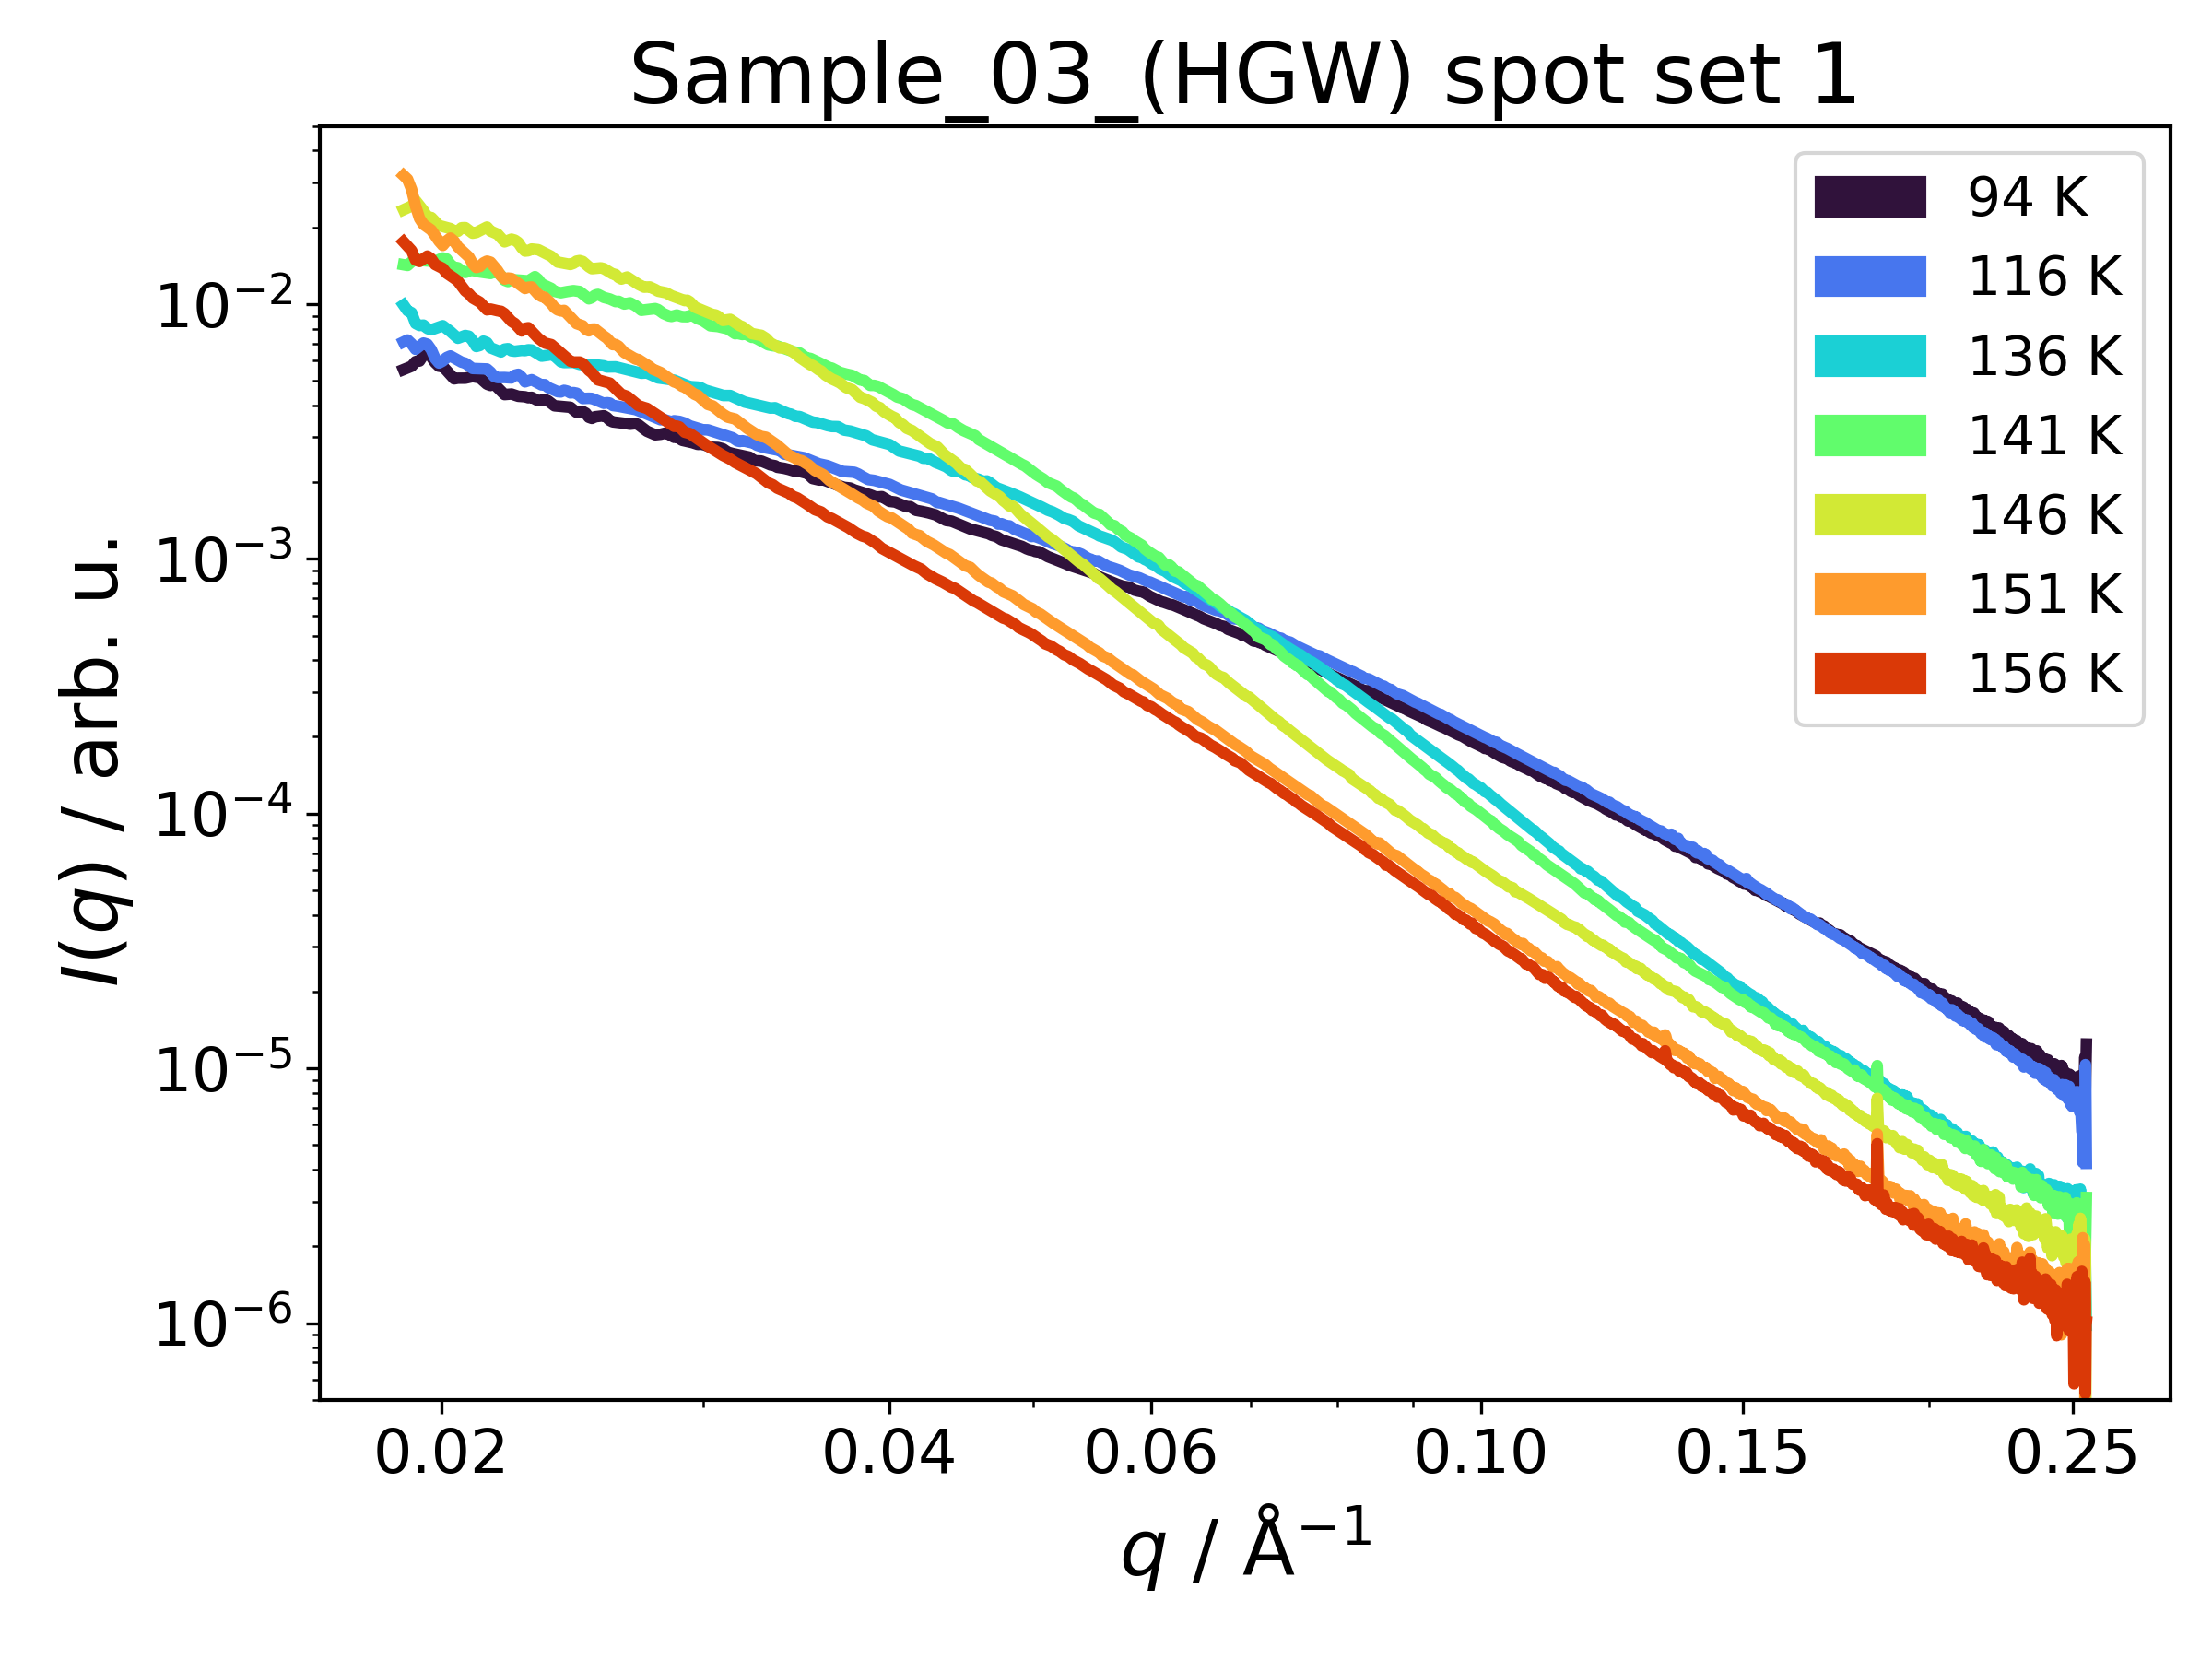 Sample_03_(HGW) spot set 1
I(q) / arb. u.
10⁻²
10⁻³
10⁻⁴
10⁻⁵
10⁻⁶
94 K
116 K
136 K
141 K
146 K
151 K
156 K
0.02 0.04 0.06 0.10 0.15 0.25
q / Å⁻¹